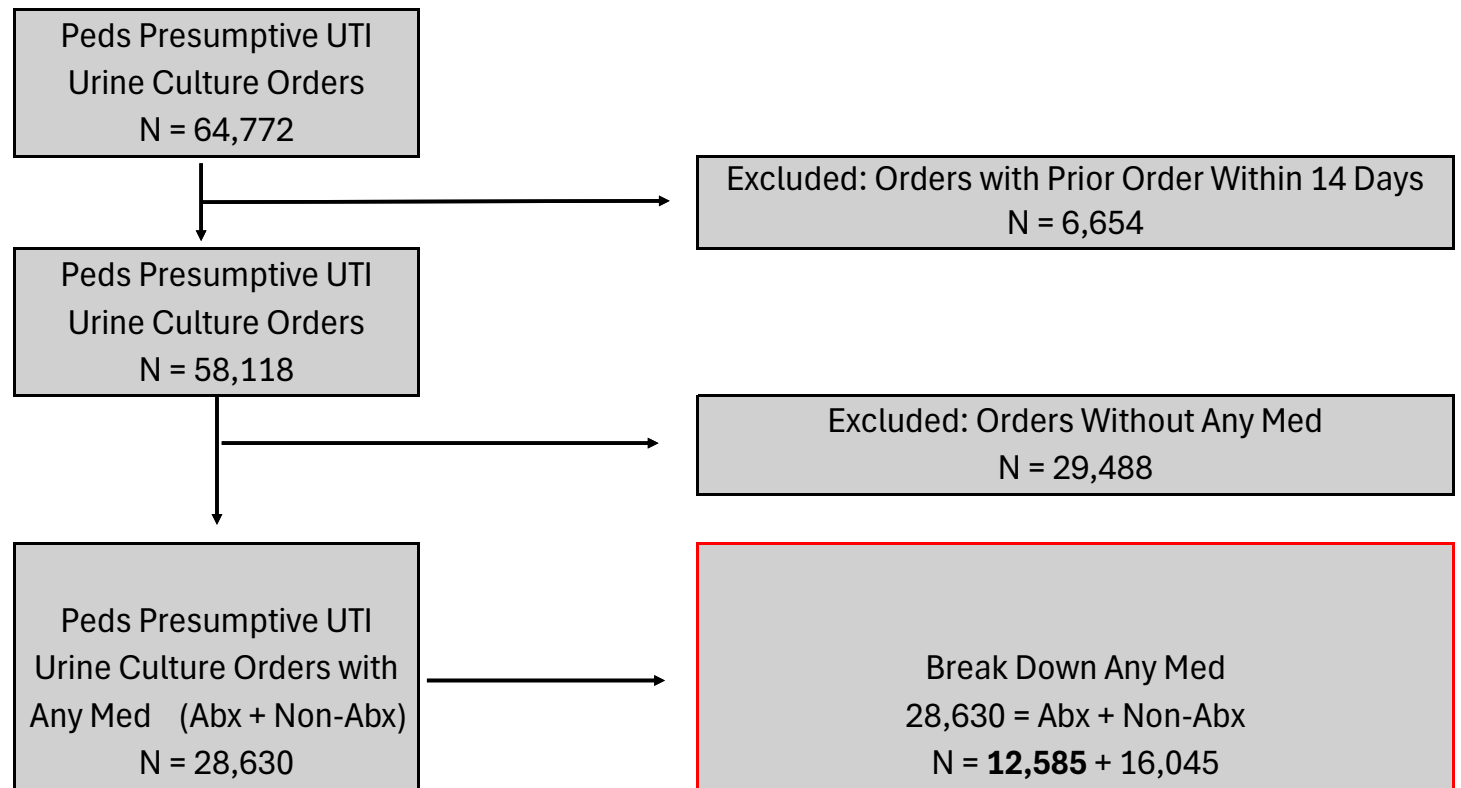 Peds Presumptive UTI
Urine Culture Orders
N = 64,772
Excluded: Orders with Prior Order Within 14 Days
N = 6,654
Peds Presumptive UTI
Urine Culture Orders
N = 58,118
Excluded: Orders Without Any Med
N = 29,488
Peds Presumptive UTI
Urine Culture Orders with
Any Med (Abx + Non-Abx)
N = 28,630
Break Down Any Med
28,630 = Abx + Non-Abx
N = 12,585 + 16,045